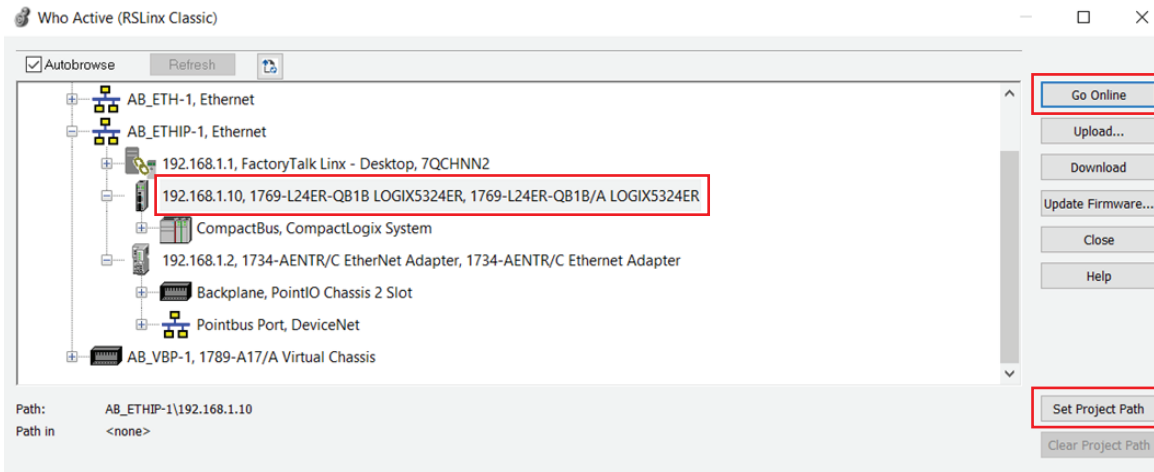 Who Active (RSLinx Classic)
Autobrowse Refresh
AB_ETH-1, Ethernet
AB_ETHIP-1, Ethernet
192.168.1.1, FactoryTalk Linx - Desktop, 7QCHNN2
192.168.1.10, 1769-L24ER-QB1B LOGIX5324ER, 1769-L24ER-QB1B/A LOGIX5324ER
CompactBus, CompactLogix System
192.168.1.2, 1734-AENTR/C EtherNet Adapter, 1734-AENTR/C Ethernet Adapter
Backplane, PointIO Chassis 2 Slot
Pointbus Port, DeviceNet
AB_VBP-1, 1789-A17/A Virtual Chassis
Go Online
Upload...
Download
Update Firmware...
Close
Help
Path: AB_ETHIP-1\192.168.1.10
Path in <none>
Set Project Path
Clear Project Path